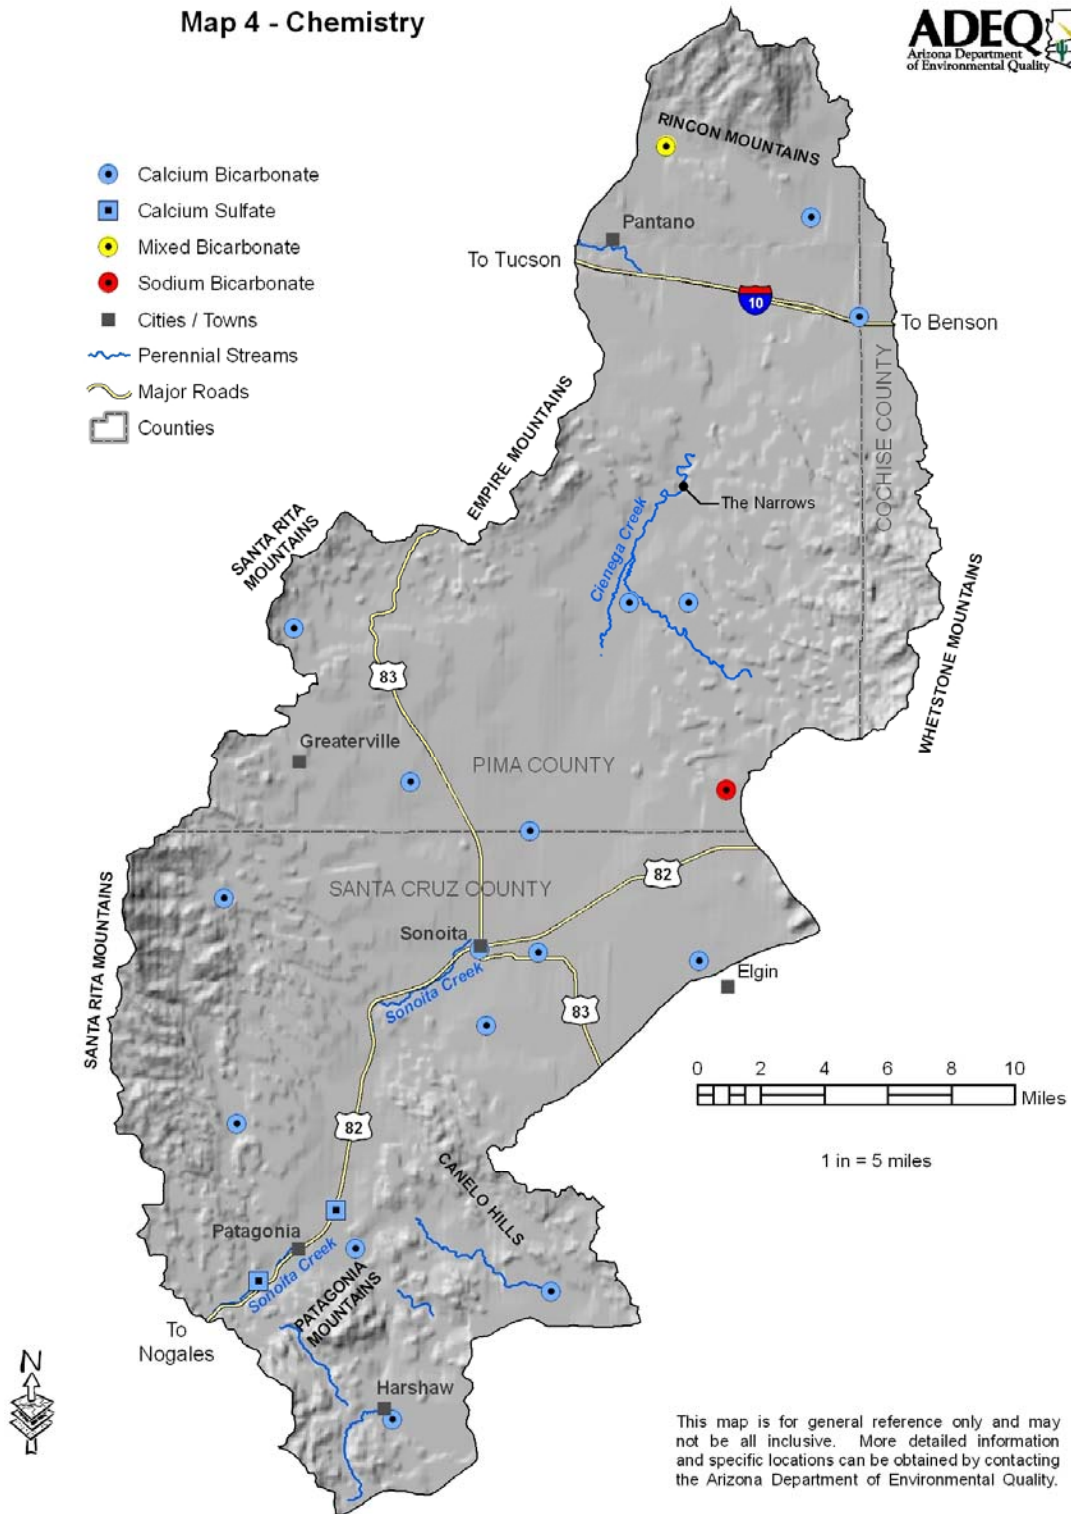 Map 4 - Chemistry
ADEQ
Arizona Department
of Environmental Quality
RINCON MOUNTAINS
Calcium Bicarbonate
Calcium Sulfate
Mixed Bicarbonate
Sodium Bicarbonate
Cities / Towns
Perennial Streams
Major Roads
Counties
Pantano
To Tucson
10
To Benson
COCHISE COUNTY
EMPIRE MOUNTAINS
The Narrows
Cienega Creek
SANTA RITA
MOUNTAINS
WHETSTONE MOUNTAINS
83
Greaterville
PIMA COUNTY
82
SANTA CRUZ COUNTY
SANTA RITA MOUNTAINS
Sonoita
Elgin
Sonoita Creek
83
0 2 4 6 8 10
Miles
82
1 in = 5 miles
CANELO HILLS
Patagonia
Sonoita Creek
PATAGONIA
MOUNTAINS
To
Nogales
N
Harshaw
This map is for general reference only and may
not be all inclusive. More detailed information
and specific locations can be obtained by contacting
the Arizona Department of Environmental Quality.